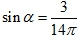 sin α = 3/14π